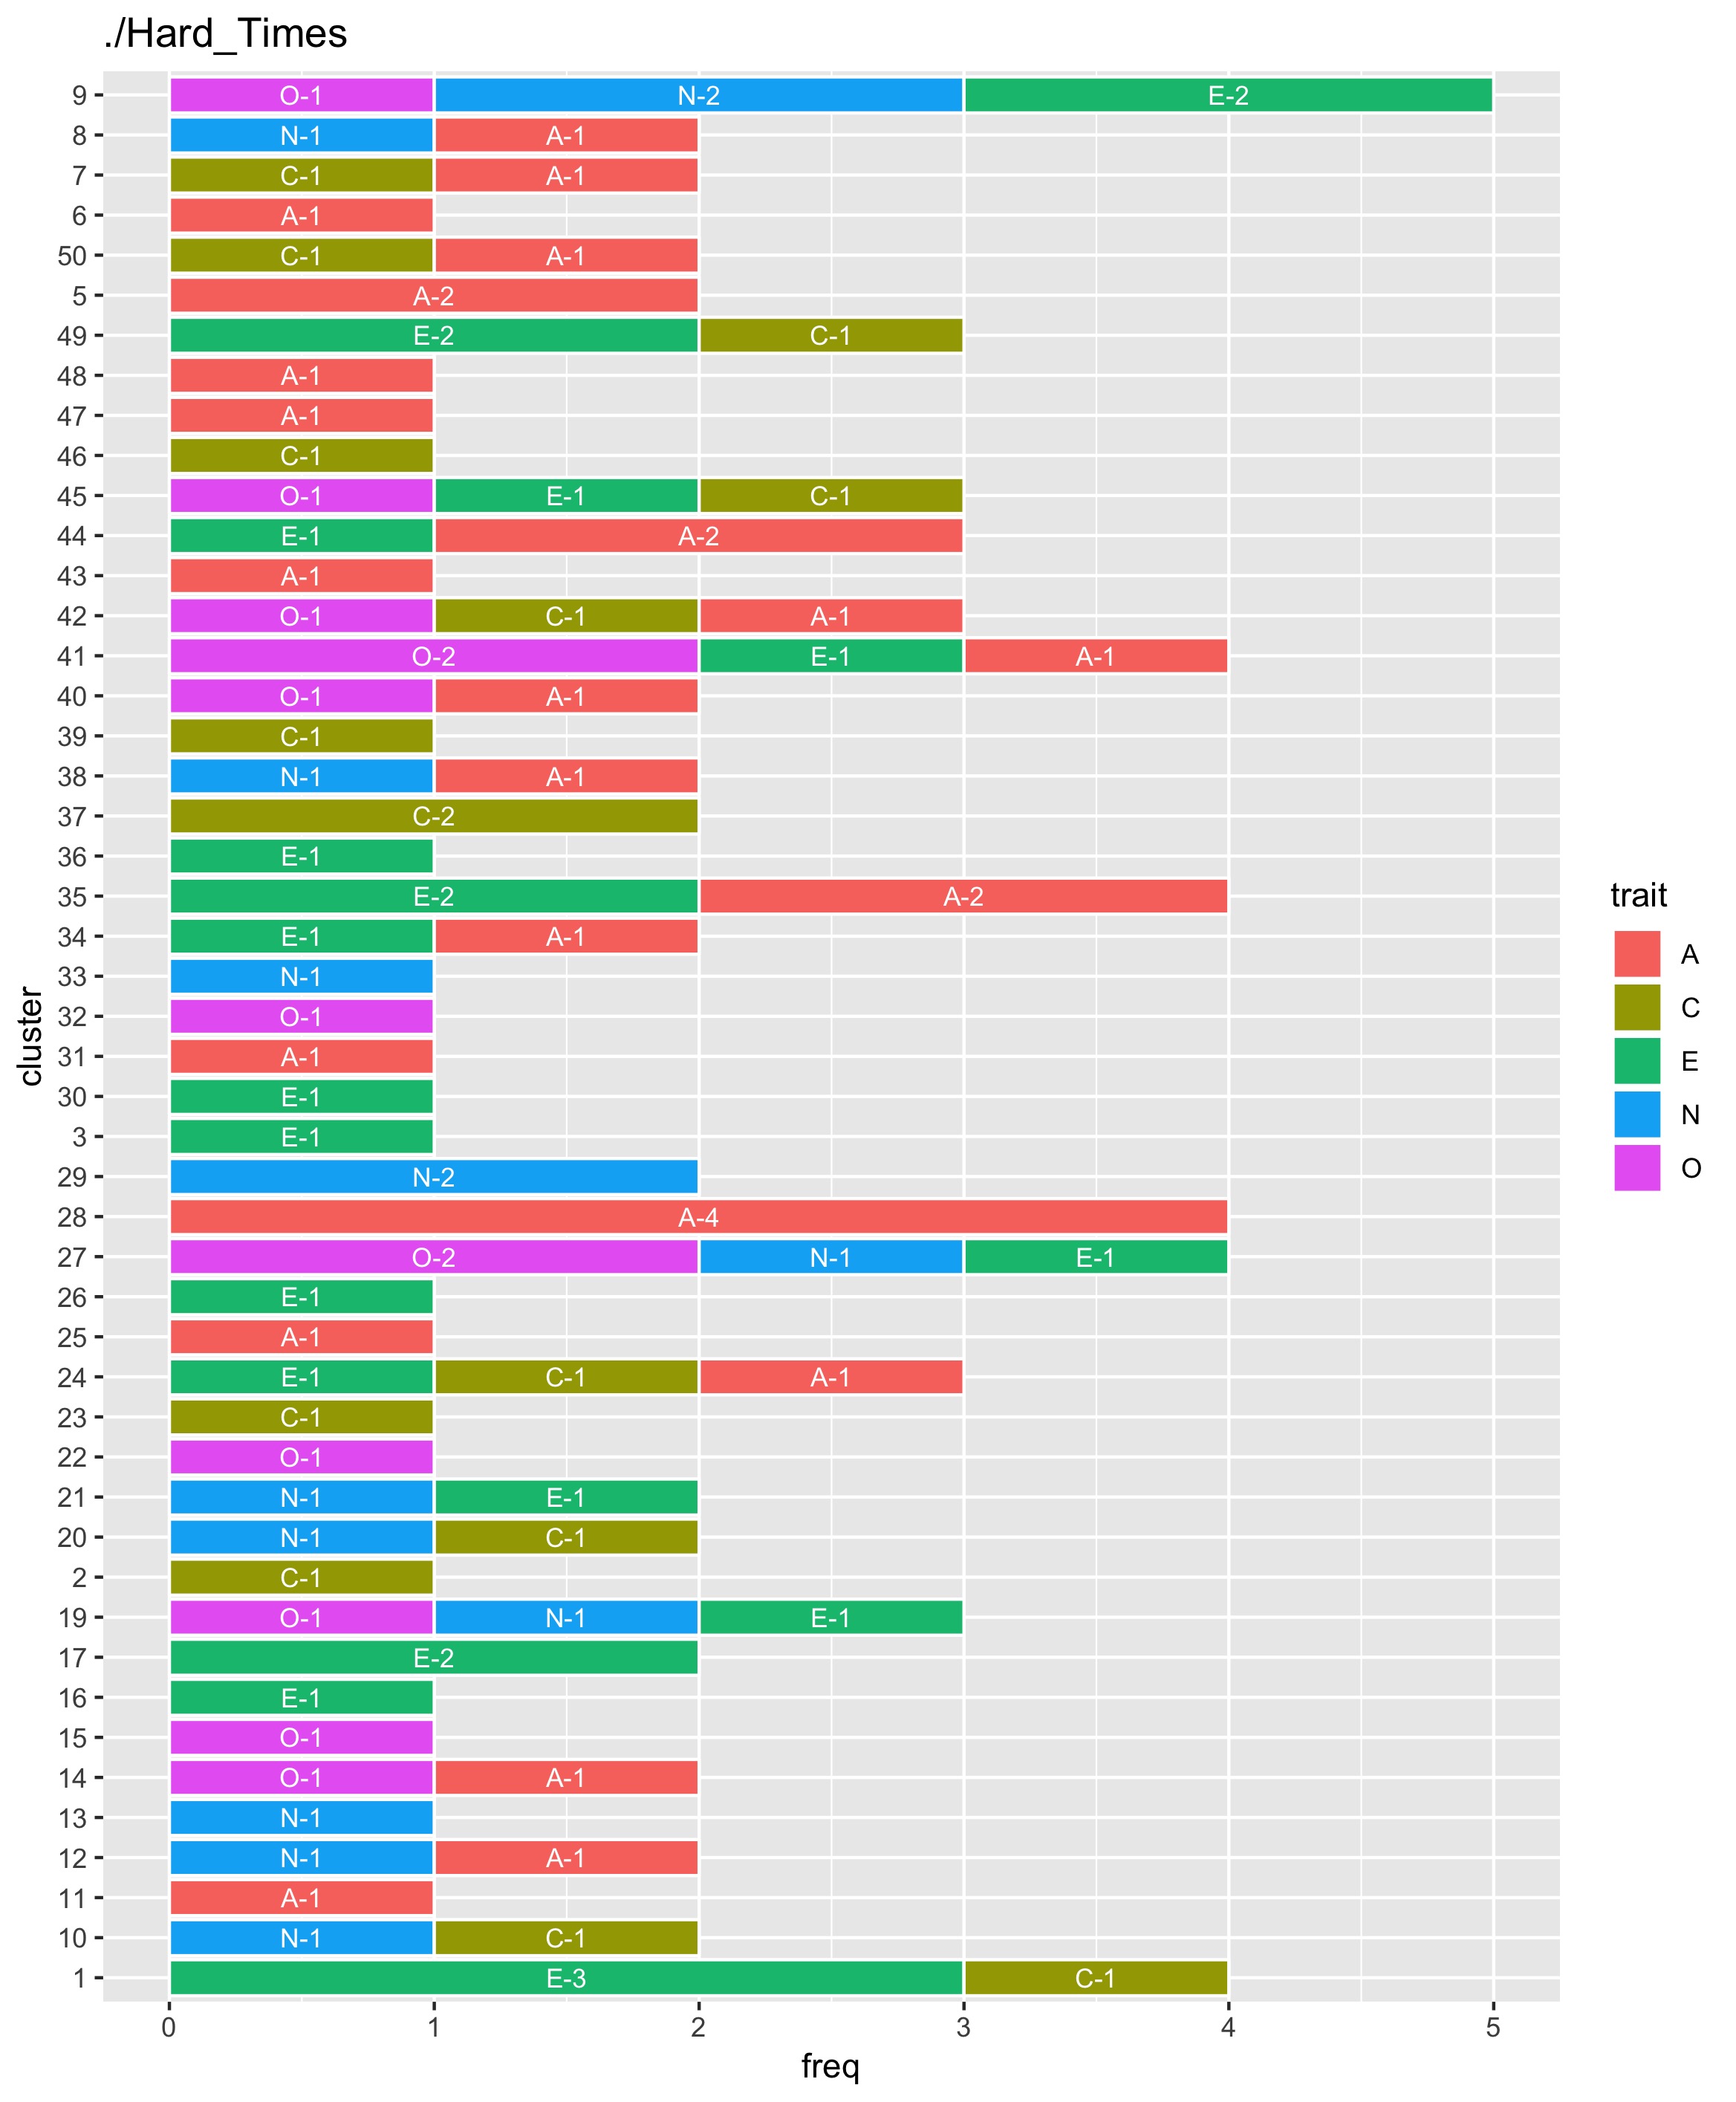 ./Hard_Times
9 O-1 N-2 E-2
8 N-1 A-1
7 C-1 A-1
6 A-1
50 C-1 A-1
5 A-2
49 E-2 C-1
48 A-1
47 A-1
46 C-1
45 O-1 E-1 C-1
44 E-1 A-2
43 A-1
42 O-1 C-1 A-1
41 O-2 E-1 A-1
40 O-1 A-1
39 C-1
38 N-1 A-1
37 C-2
36 E-1
35 E-2 A-2
34 E-1 A-1
33 N-1
32 O-1
31 A-1
30 E-1
3 E-1
29 N-2
28 A-4
27 O-2 N-1 E-1
26 E-1
25 A-1
24 E-1 C-1 A-1
23 C-1
22 O-1
21 N-1 E-1
20 N-1 C-1
2 C-1
19 O-1 N-1 E-1
17 E-2
16 E-1
15 O-1
14 O-1 A-1
13 N-1
12 N-1 A-1
11 A-1
10 N-1 C-1
1 E-3 C-1
0 1 2 3 4 5
freq
cluster
trait
A
C
E
N
O